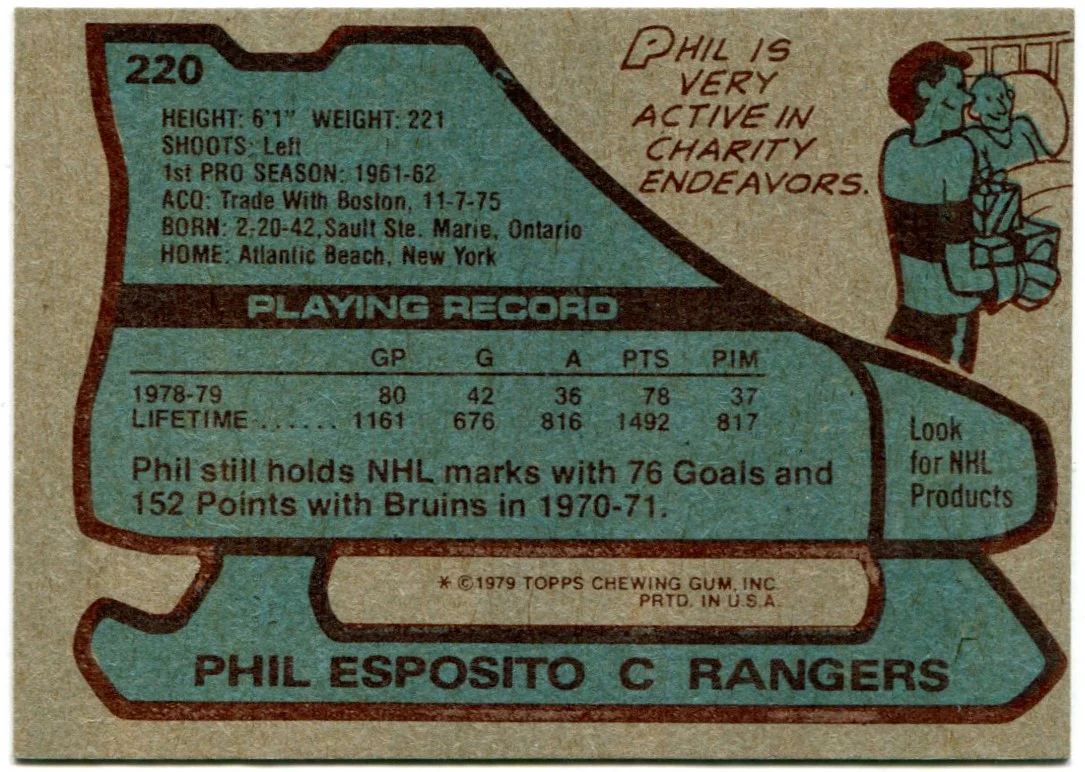 220
HEIGHT: 6'1" WEIGHT: 221
SHOOTS: Left
1st PRO SEASON: 1961-62
ACQ: Trade With Boston, 11-7-75
BORN: 2-20-42, Sault Ste. Marie, Ontario
HOME: Atlantic Beach, New York
PHIL IS
VERY
ACTIVE IN
CHARITY
ENDEAVORS.
PLAYING RECORD
GP G A PTS PIM
1978-79 80 42 36 78 37
LIFETIME ...... 1161 676 816 1492 817
Phil still holds NHL marks with 76 Goals and
152 Points with Bruins in 1970-71.
Look
for NHL
Products
* ©1979 TOPPS CHEWING GUM, INC.
PRTD. IN U.S.A.
PHIL ESPOSITO C RANGERS